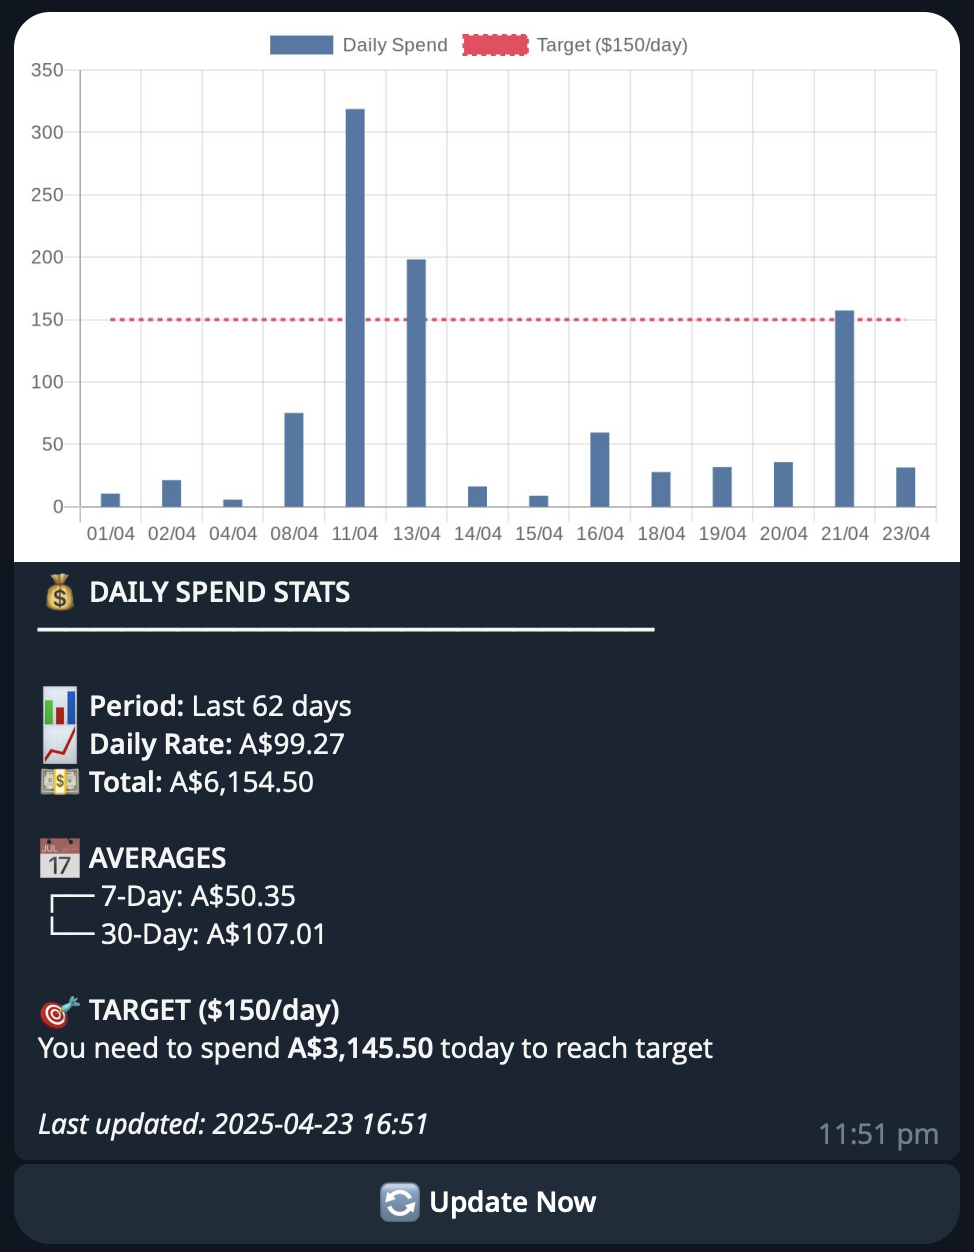 Daily Spend Target ($150/day)
350
300
250
200
150
100
50
0
01/04 02/04 04/04 08/04 11/04 13/04 14/04 15/04 16/04 18/04 19/04 20/04 21/04 23/04
💰 DAILY SPEND STATS
📊 Period: Last 62 days
📈 Daily Rate: A$99.27
💵 Total: A$6,154.50
📅 AVERAGES
┌── 7-Day: A$50.35
└── 30-Day: A$107.01
🎯 TARGET ($150/day)
You need to spend A$3,145.50 today to reach target
Last updated: 2025-04-23 16:51
11:51 pm
🔄 Update Now